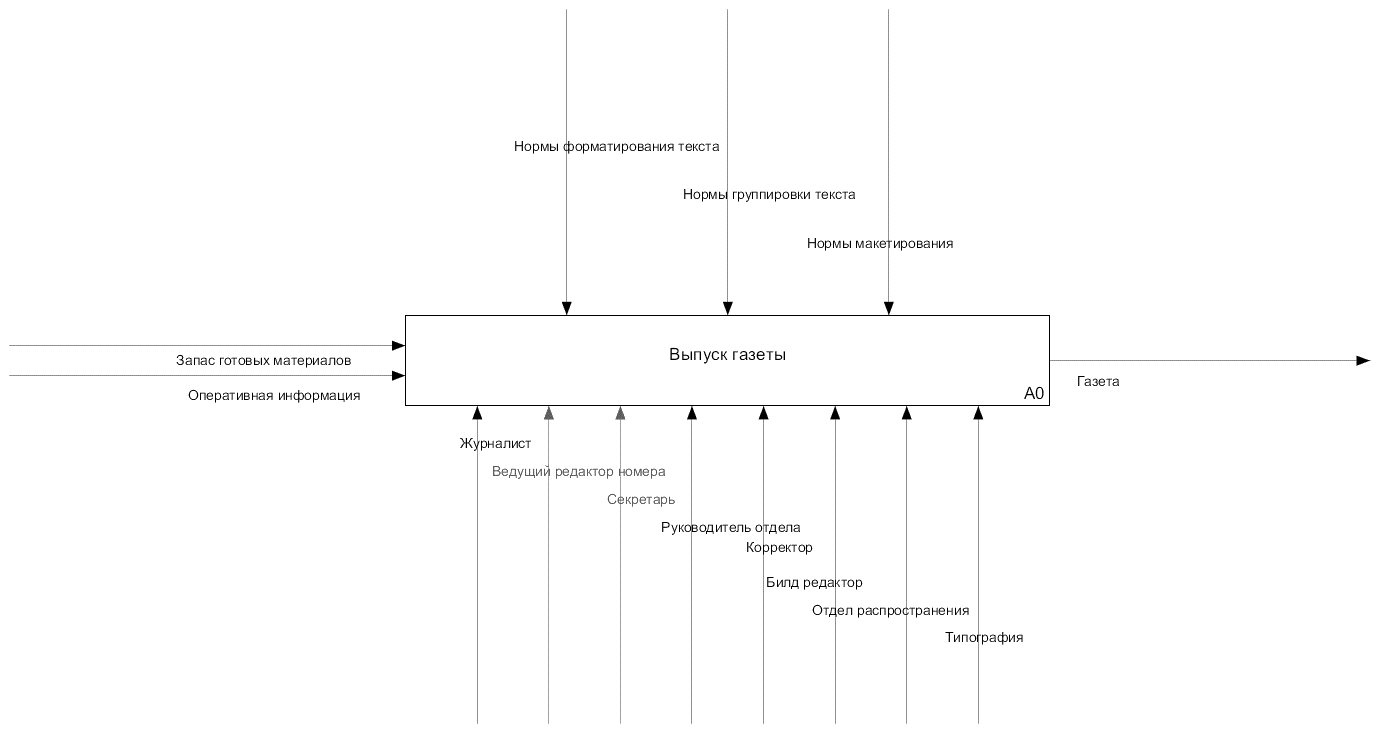 Нормы форматирования текста
Нормы группировки текста
Нормы макетирования
Запас готовых материалов
Выпуск газеты
Газета
A0
Оперативная информация
Журналист
Ведущий редактор номера
Секретарь
Руководитель отдела
Корректор
Билд редактор
Отдел распространения
Типография